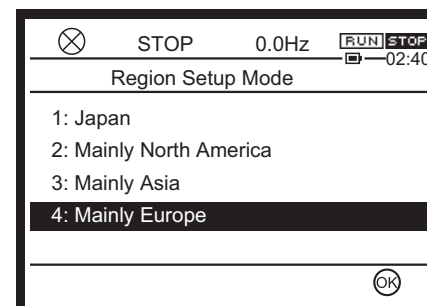 STOP 0.0Hz RUN STOP
02:40
Region Setup Mode
1: Japan
2: Mainly North America
3: Mainly Asia
4: Mainly Europe
OK